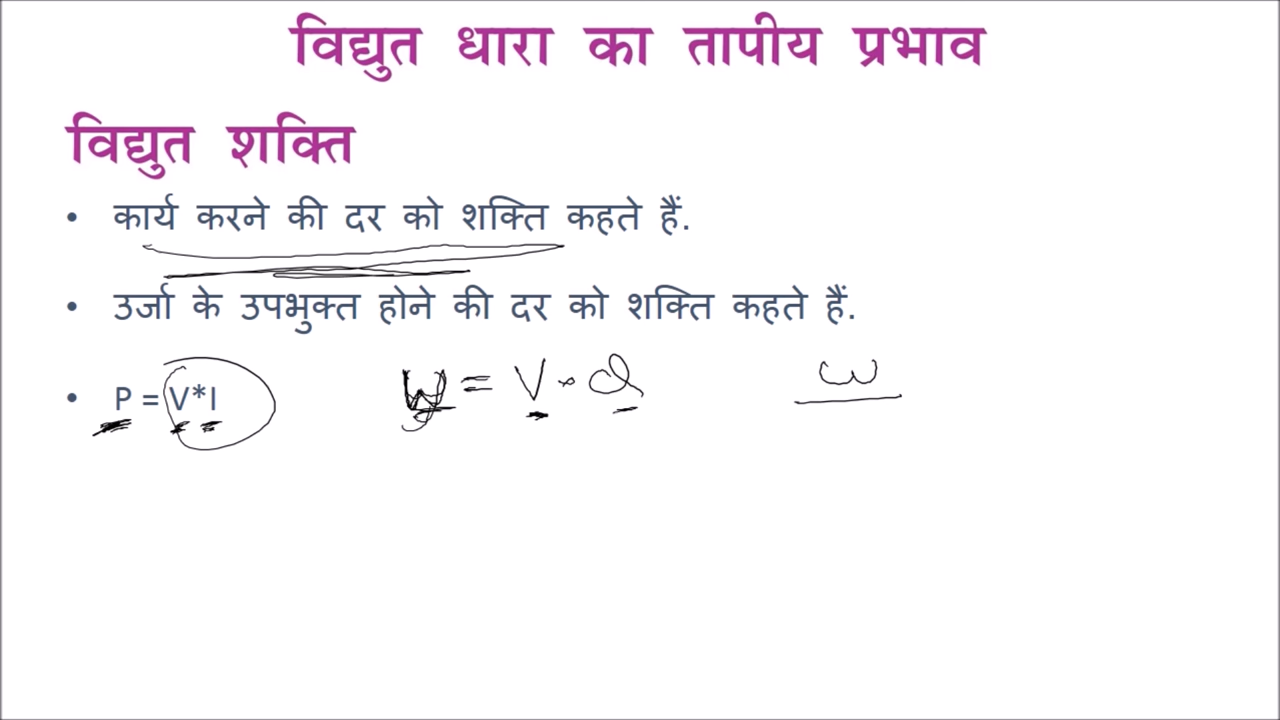 विद्युत धारा का तापीय प्रभाव
विद्युत शक्ति
• कार्य करने की दर को शक्ति कहते हैं.
• उर्जा के उपभुक्त होने की दर को शक्ति कहते हैं.
• P = V*I W = V · Q W